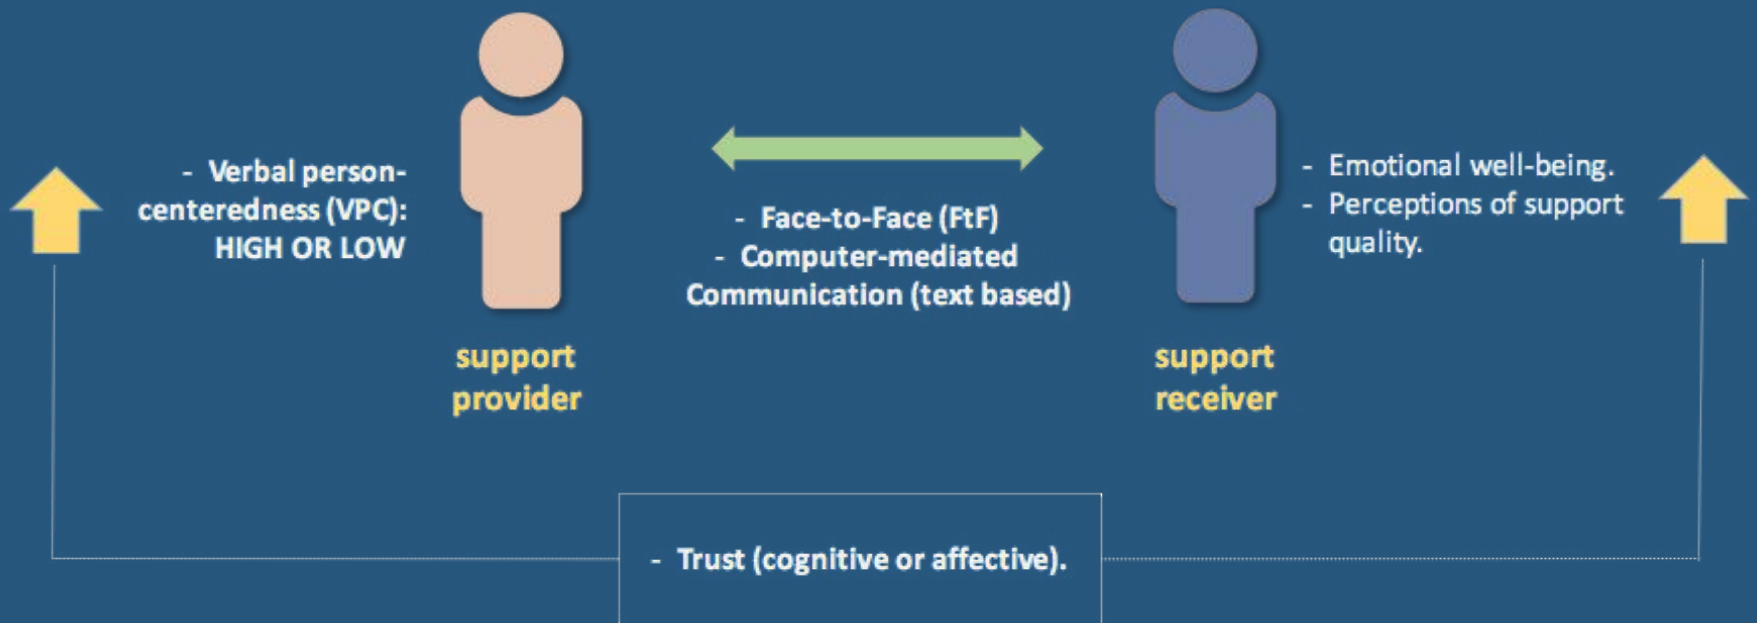 - Verbal person-
centeredness (VPC):
HIGH OR LOW
support
provider
- Face-to-Face (FtF)
- Computer-mediated
Communication (text based)
support
receiver
- Emotional well-being.
- Perceptions of support
quality.
- Trust (cognitive or affective).